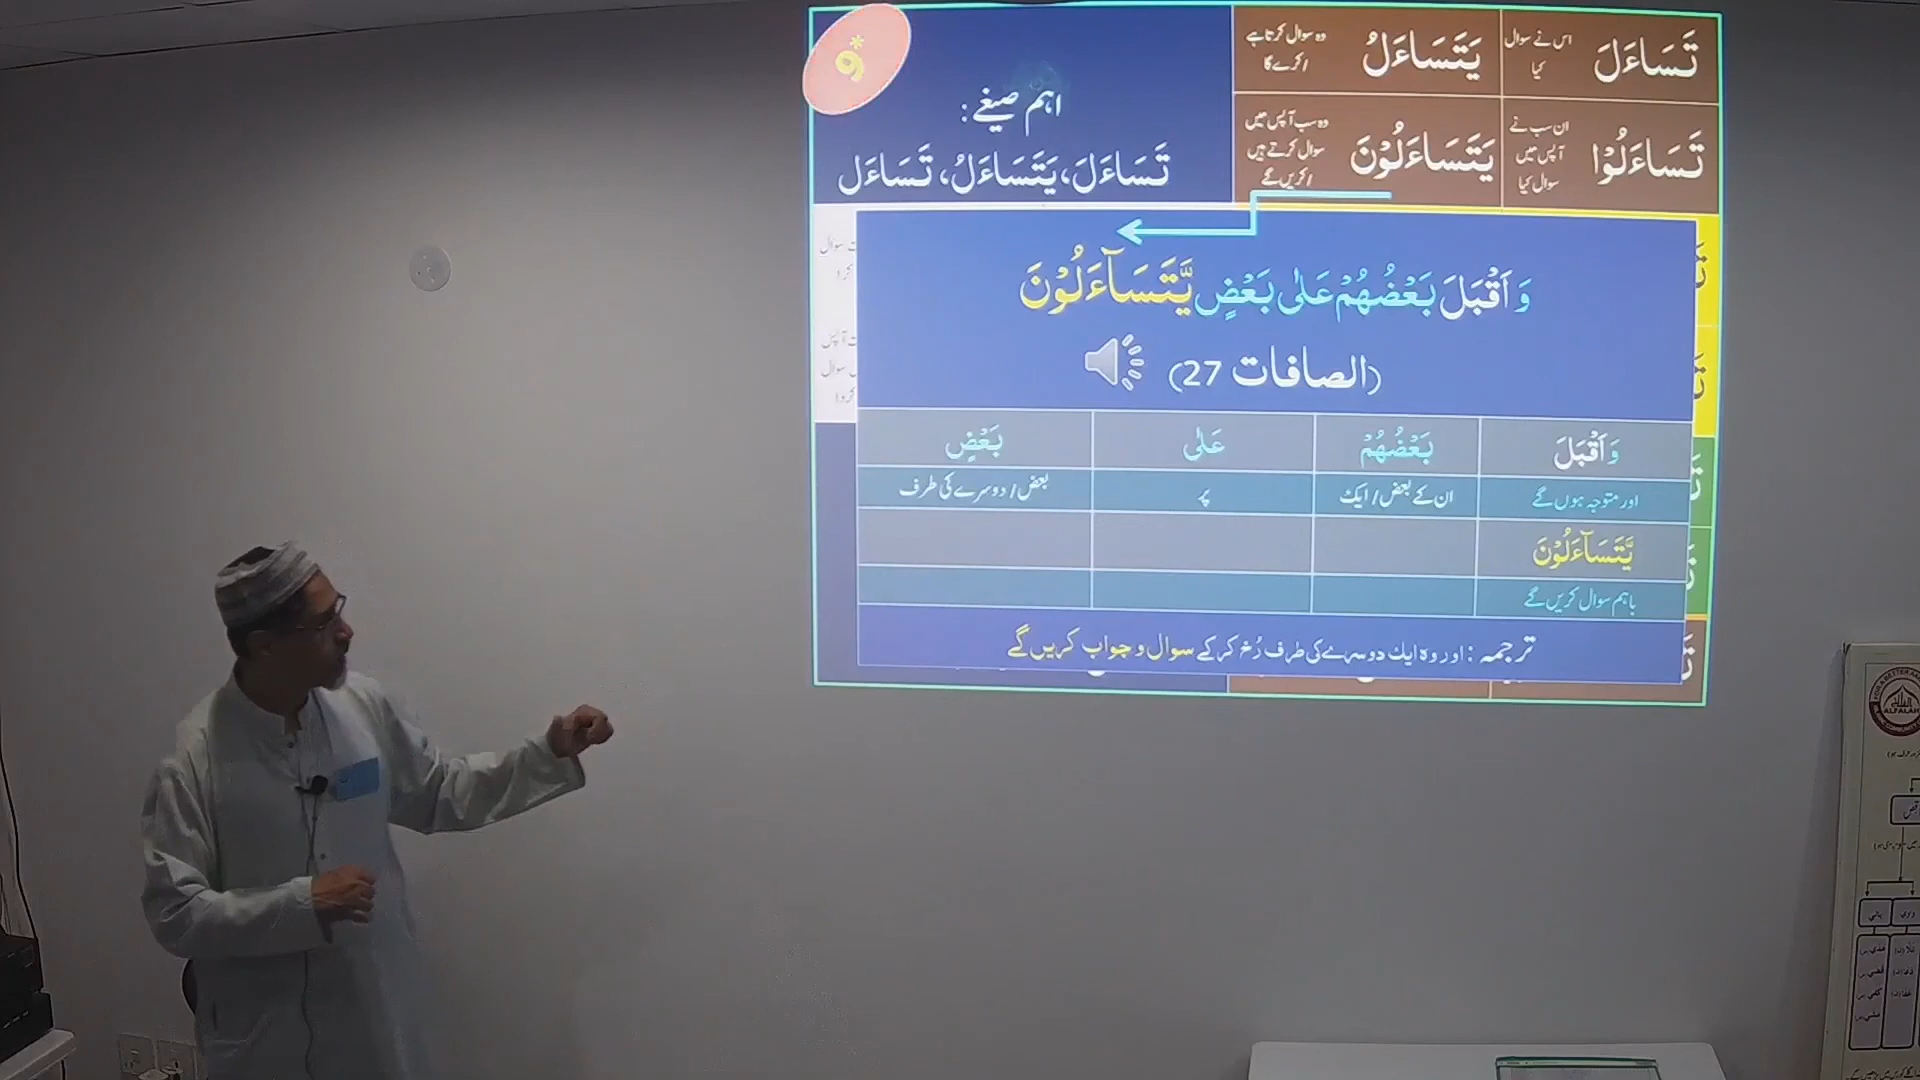 تَسَاءَلَ
اس نے سوال کیا
يَتَسَاءَلُ
وہ سوال کرتا ہے / کرے گا
تَسَاءَلُوْا
ان سب نے آپس میں سوال کیا
يَتَسَاءَلُوْنَ
وہ سب آپس میں سوال کرتے ہیں / کریں گے
و*
اہم صیغے:
تَسَاءَلَ، يَتَسَاءَلُ، تَسَاءَل
وَ اَقْبَلَ بَعْضُهُمْ عَلٰى بَعْضٍ يَّتَسَآءَلُوْنَ
(الصافات 27)
وَ اَقْبَلَ بَعْضُهُمْ عَلٰى بَعْضٍ
اور متوجہ ہوں گے ان کے بعض / ایک پر بعض / دوسرے کی طرف
يَّتَسَآءَلُوْنَ
باہم سوال کریں گے
ترجمہ : اور وہ ایک دوسرے کی طرف رُخ کر کے سوال و جواب کریں گے
ALFALAH